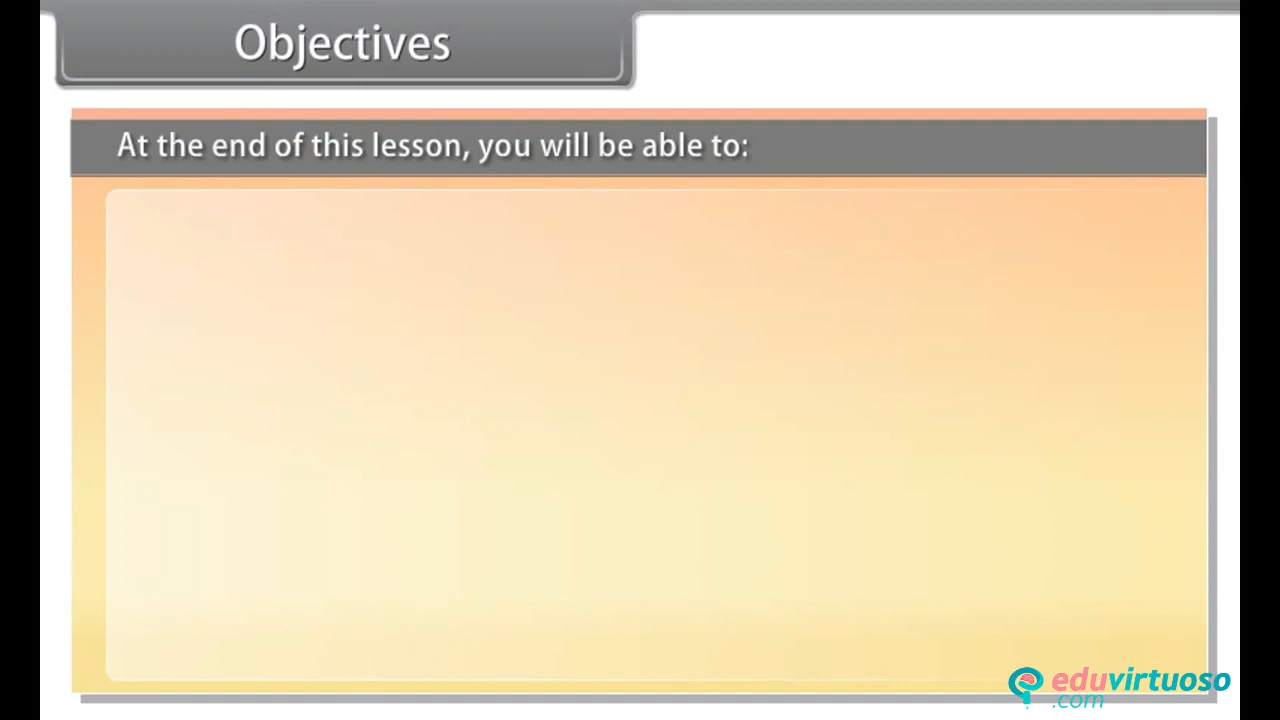 Objectives
At the end of this lesson, you will be able to:
eduvirtuoso
.com